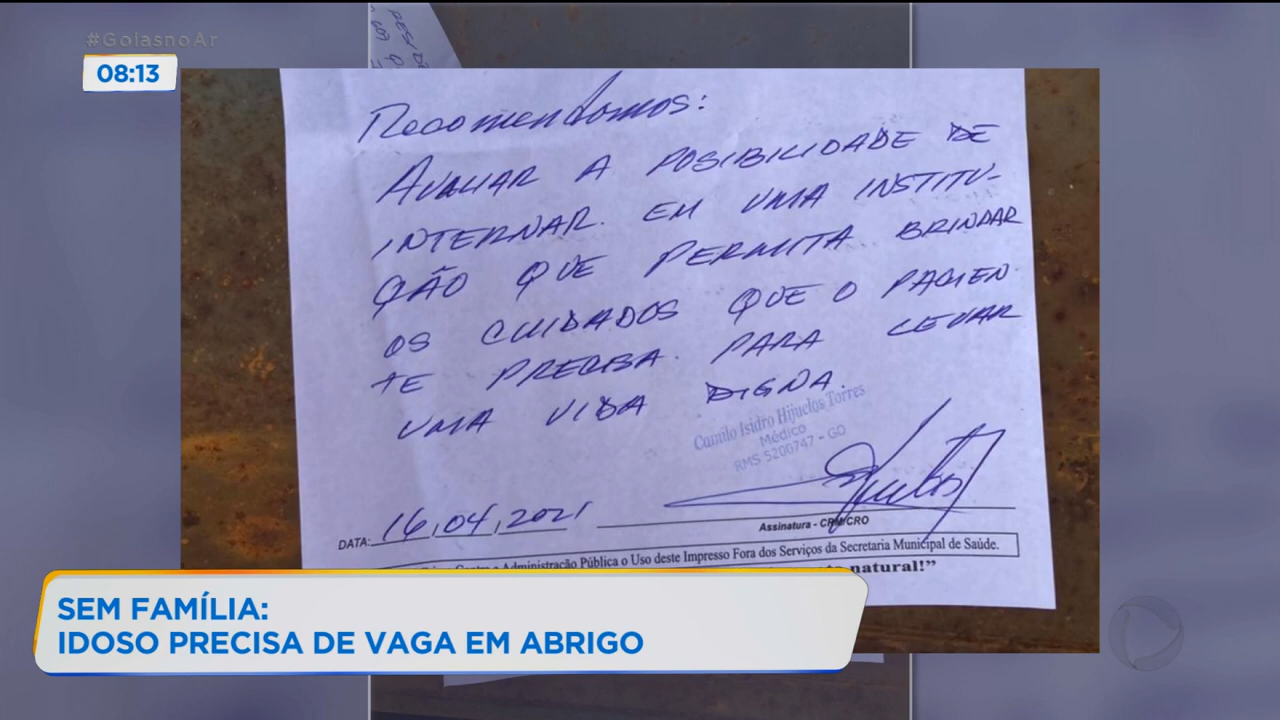 #GoiasnoAr
08:13
Recomendamos:
AVALIAR A POSIBILIDADE DE
INTERNAR. EM UMA INSTITU-
ÇÃO QUE PERMITA. BRINDAR
OS CUIDADOS QUE O PACIEN
TE PRECISA. PARA LEVAR
UMA VIDA DIGNA.
Camilo Isidro Hijuelos Torres
Médico
RMS 5200747 - GO
DATA: 16,04,2021
Assinatura - CRM/CRO
Administração Pública o Uso deste Impresso Fora dos Serviços da Secretaria Municipal de Saúde.
natural!”
SEM FAMÍLIA:
IDOSO PRECISA DE VAGA EM ABRIGO